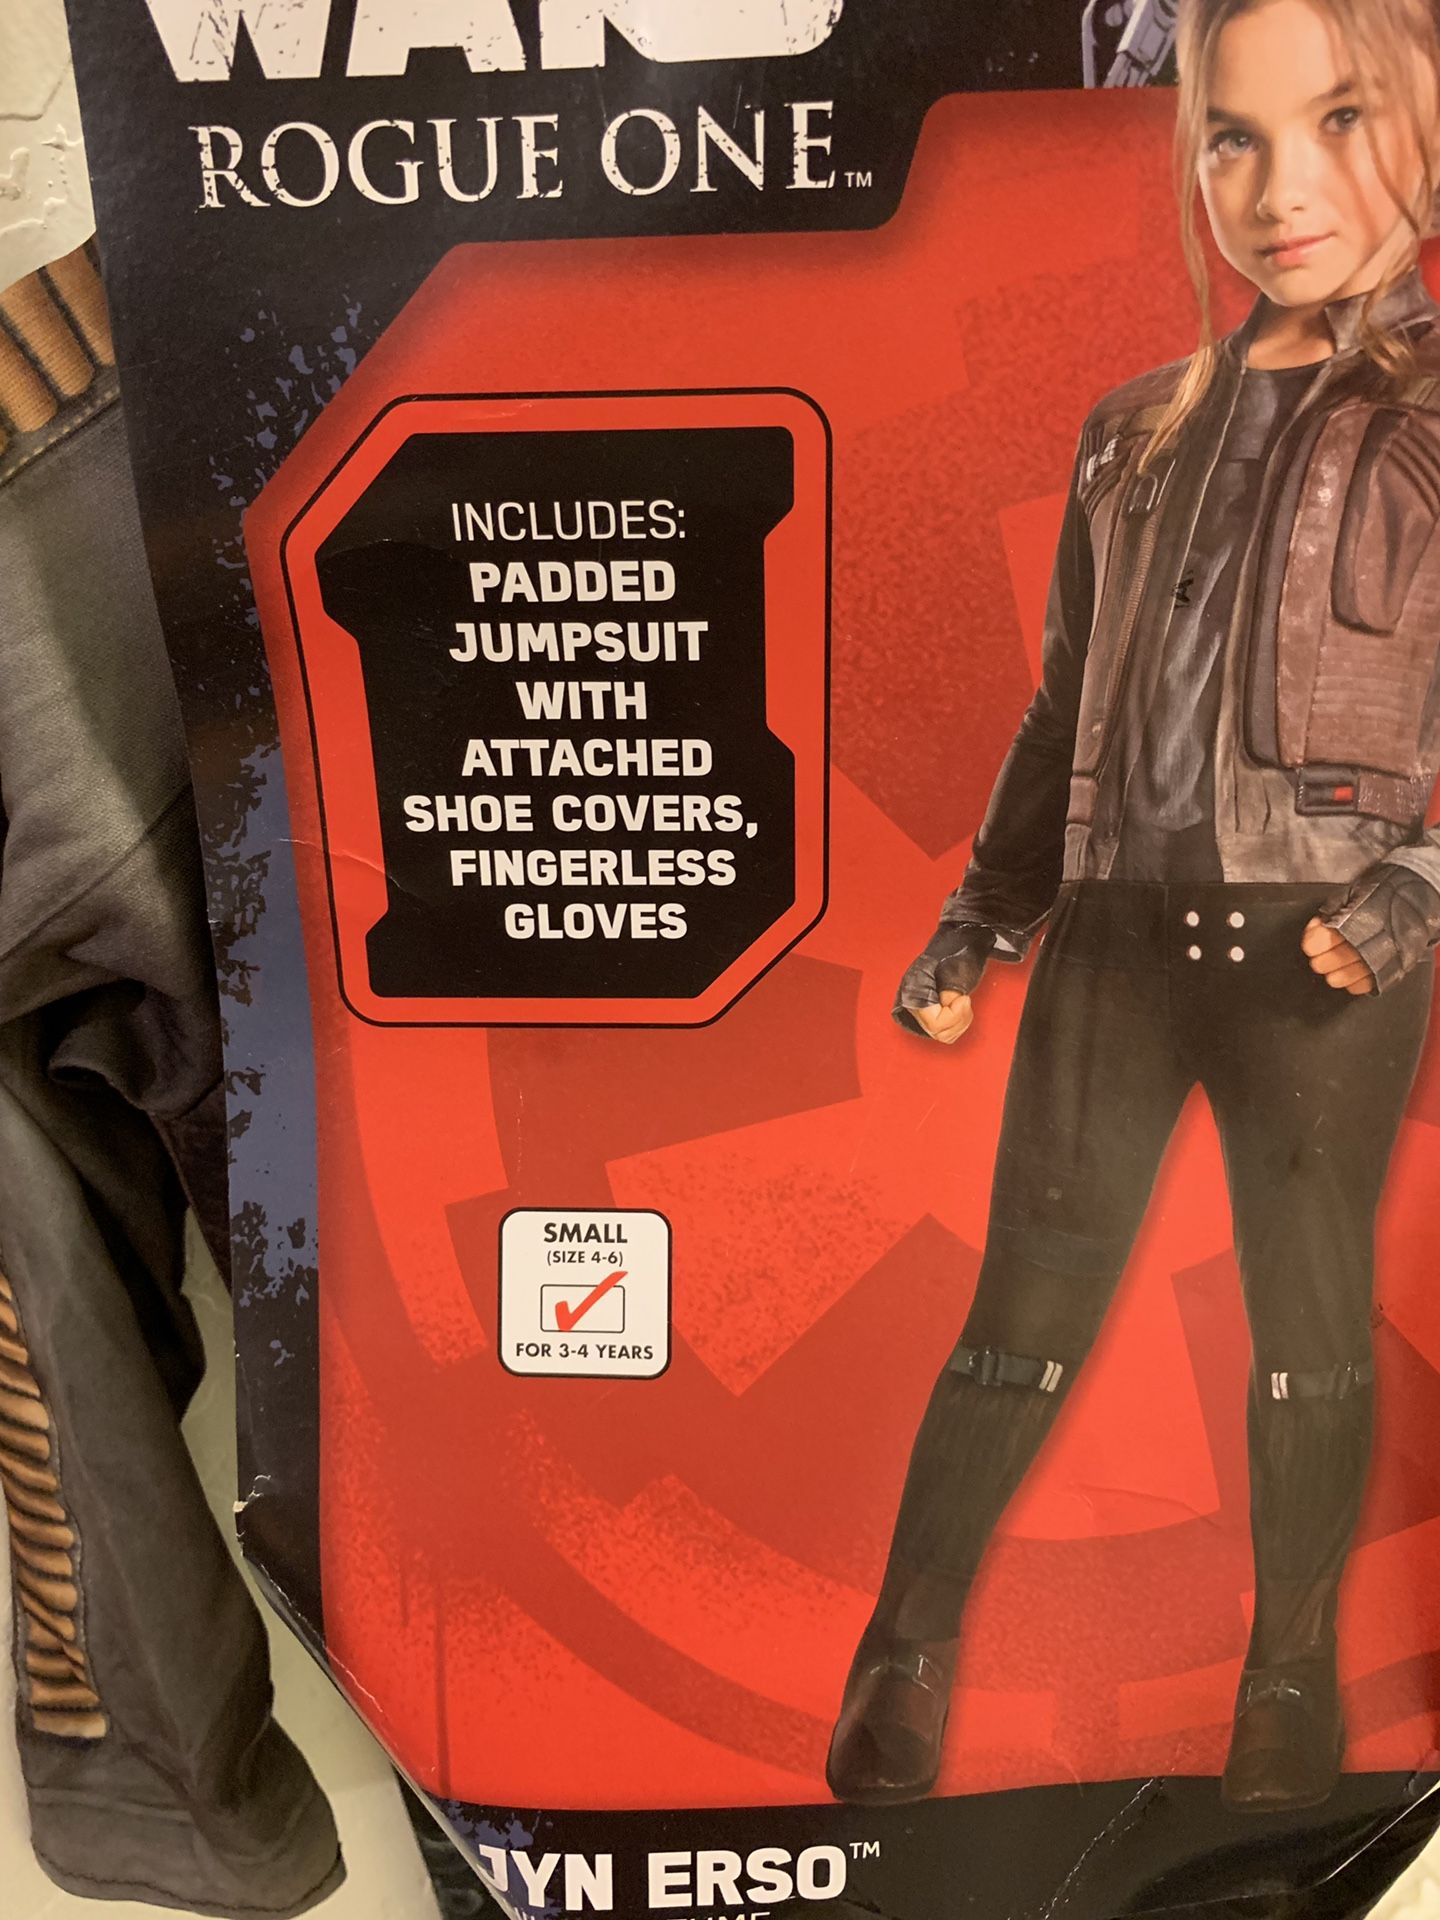 ROGUE ONE™
INCLUDES:
PADDED
JUMPSUIT
WITH
ATTACHED
SHOE COVERS,
FINGERLESS
GLOVES
SMALL
(SIZE 4-6)
FOR 3-4 YEARS
JYN ERSO™